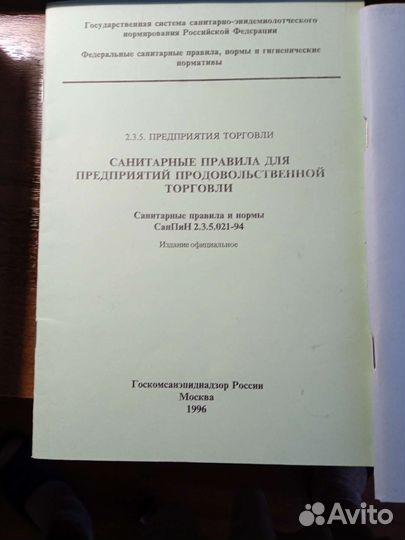 Государственная система санитарно-эпидемиолотческого
нормирования Российской Федерации
Федеральные санитарные правила, нормы и гигиенические
нормативы
2.3.5. ПРЕДПРИЯТИЯ ТОРГОВЛИ
САНИТАРНЫЕ ПРАВИЛА ДЛЯ
ПРЕДПРИЯТИЙ ПРОДОВОЛЬСТВЕННОЙ
ТОРГОВЛИ
Санитарные правила и нормы
СанПиН 2.3.5.021-94
Издание официальное
Госкомсанэпиднадзор России
Москва
1996
Avito